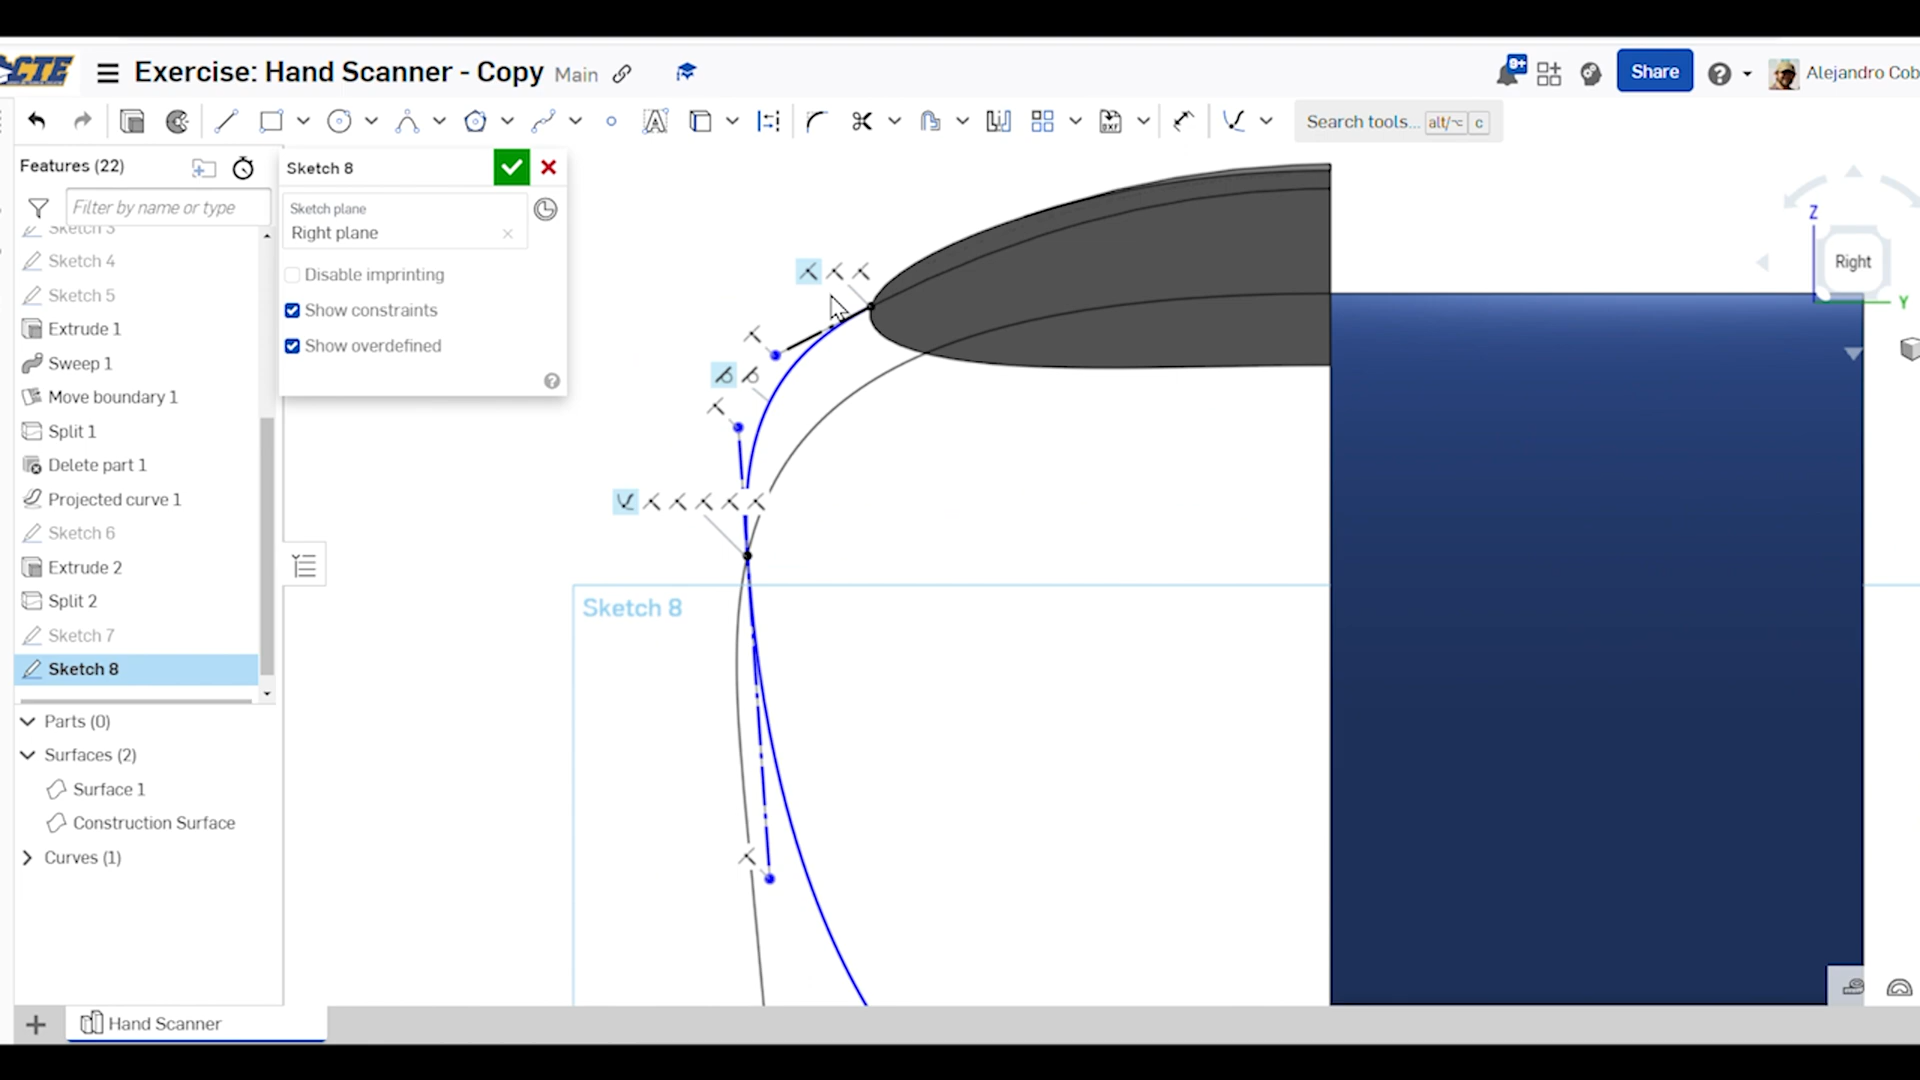 CTE
Exercise: Hand Scanner - Copy Main
9+
Share
Alejandro Cob
Search tools... alt/⌥ c
Features (22)
Filter by name or type
Sketch 3
Sketch 4
Sketch 5
Extrude 1
Sweep 1
Move boundary 1
Split 1
Delete part 1
Projected curve 1
Sketch 6
Extrude 2
Split 2
Sketch 7
Sketch 8
Parts (0)
Surfaces (2)
Surface 1
Construction Surface
Curves (1)
Sketch 8
Sketch plane
Right plane
Disable imprinting
Show constraints
Show overdefined
Sketch 8
Z
Right
Y
Hand Scanner